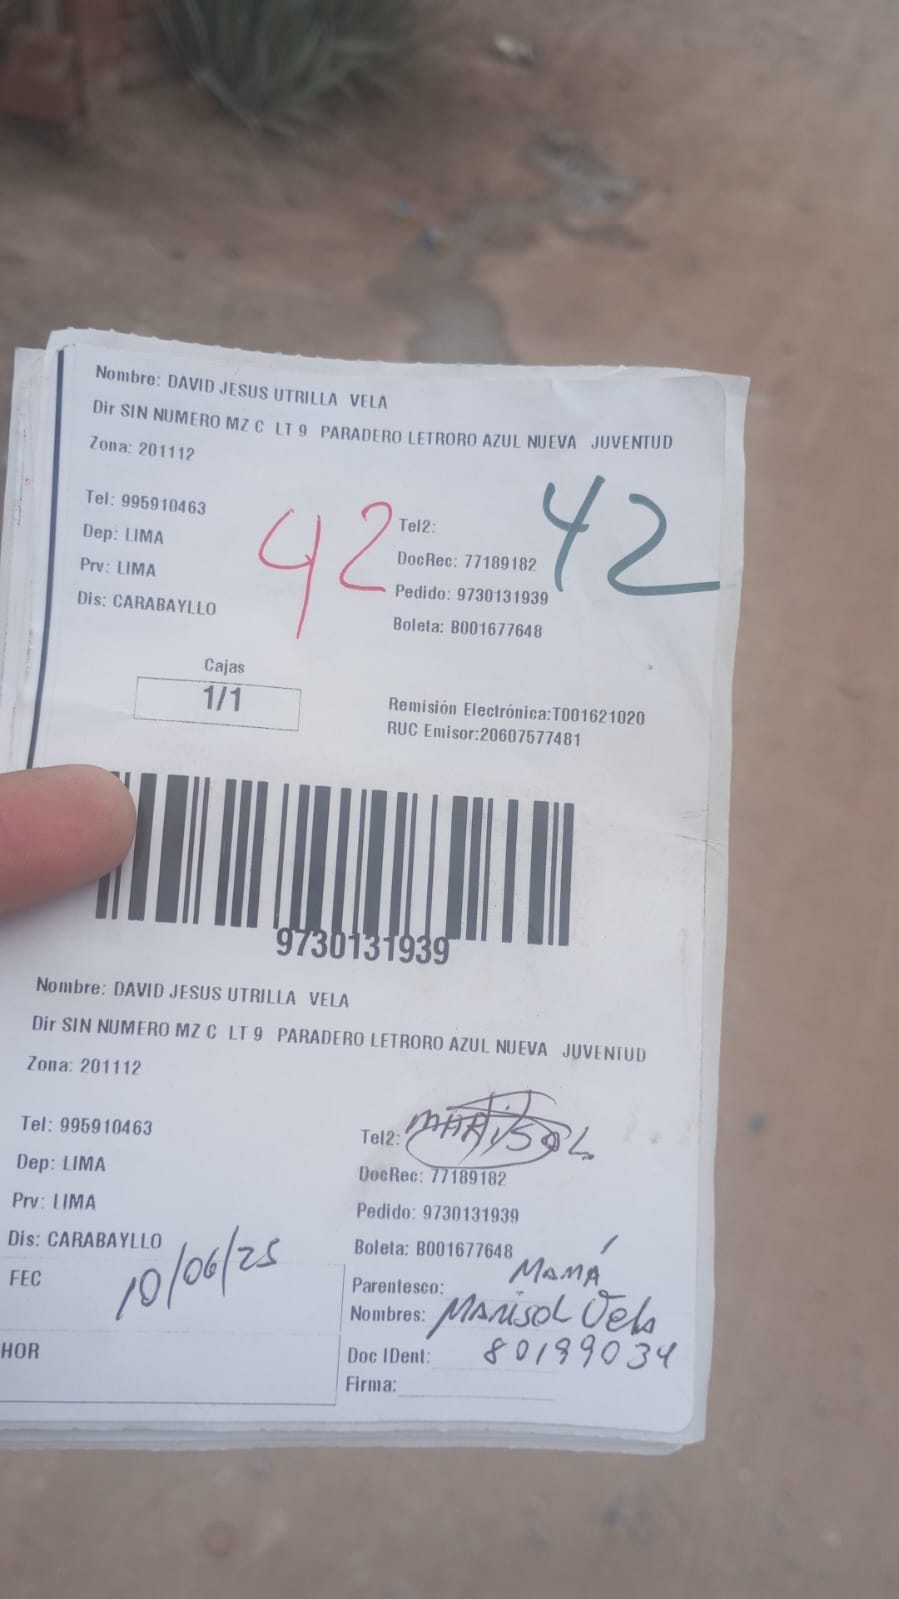 Nombre: DAVID JESUS UTRILLA VELA
Dir SIN NUMERO MZ C LT 9 PARADERO LETRORO AZUL NUEVA JUVENTUD
Zona: 201112
42
42
Tel: 995910463
Tel2:
Dep: LIMA
DocRec: 77189182
Prv: LIMA
Pedido: 9730131939
Dis: CARABAYLLO
Boleta: B001677648
Cajas
1/1
Remisión Electrónica:T001621020
RUC Emisor:20607577481
9730131939
Nombre: DAVID JESUS UTRILLA VELA
Dir SIN NUMERO MZ C LT 9 PARADERO LETRORO AZUL NUEVA JUVENTUD
Zona: 201112
Tel: 995910463
Tel2: MARISOL
Dep: LIMA
DocRec: 77189182
Prv: LIMA
Pedido: 9730131939
Dis: CARABAYLLO
Boleta: B001677648
FEC 10/06/25
Parentesco: MAMÁ
Nombres: MARISOL Vela
HOR
Doc IDent: 80199034
Firma: